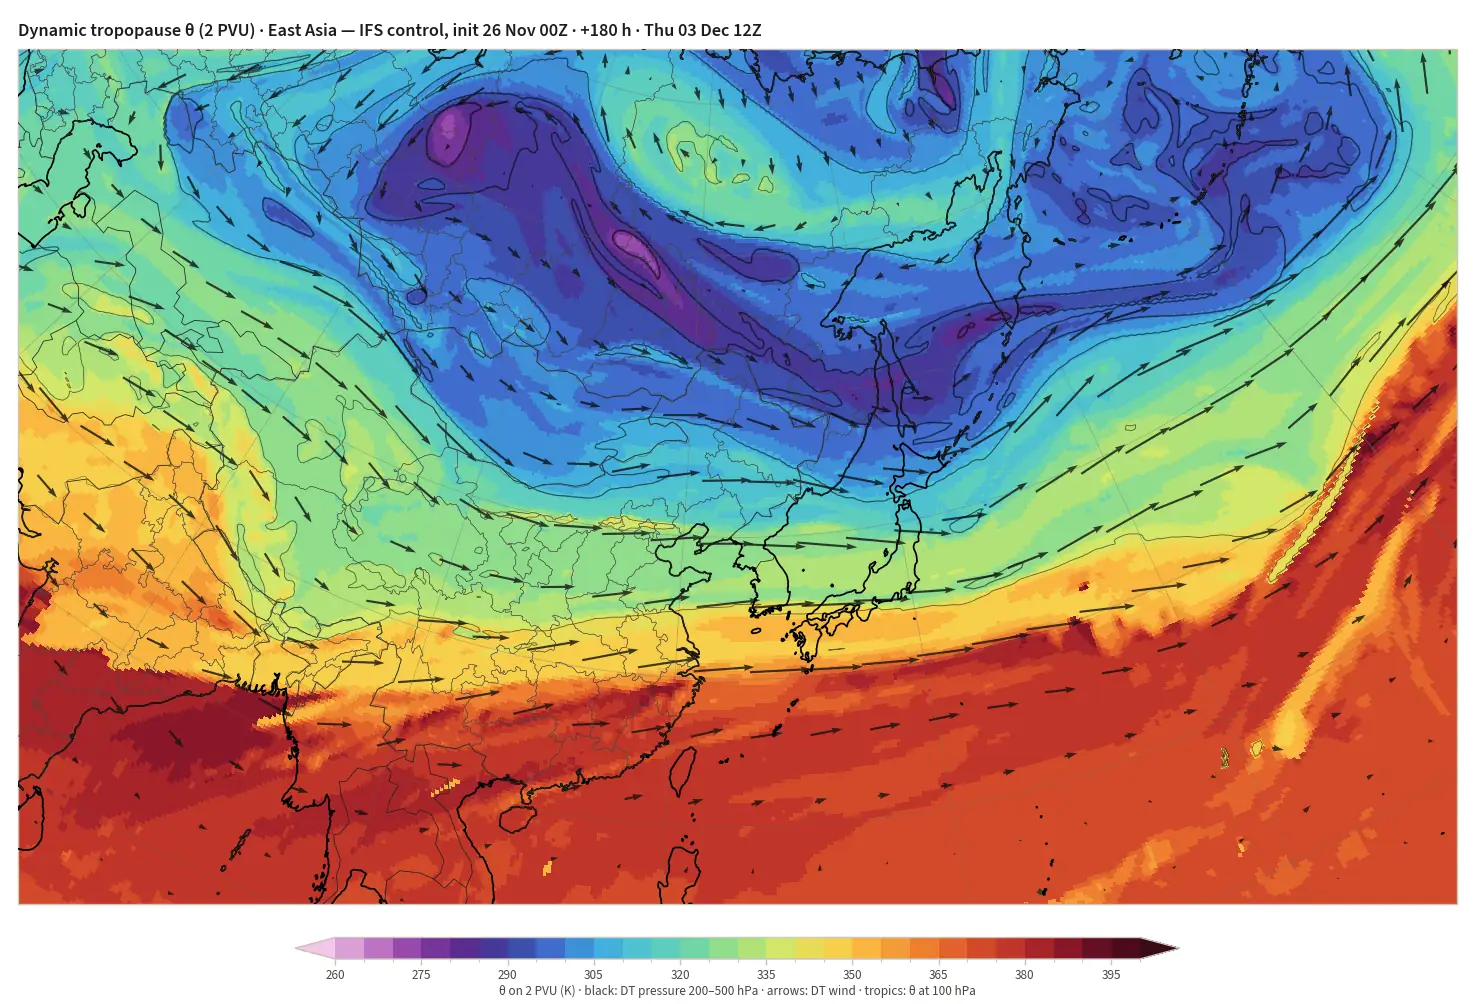 Dynamic tropopause θ (2 PVU) · East Asia — IFS control, init 26 Nov 00Z · +180 h · Thu 03 Dec 12Z
260 275 290 305 320 335 350 365 380 395
θ on 2 PVU (K) · black: DT pressure 200–500 hPa · arrows: DT wind · tropics: θ at 100 hPa